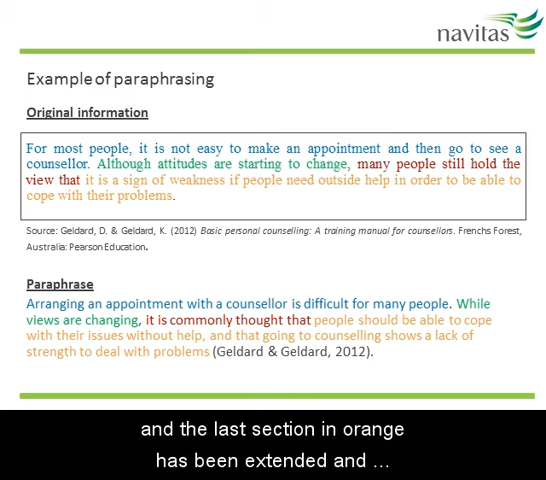 navitas
Example of paraphrasing
Original information
For most people, it is not easy to make an appointment and then go to see a
counsellor. Although attitudes are starting to change, many people still hold the
view that it is a sign of weakness if people need outside help in order to be able to
cope with their problems.
Source: Geldard, D. & Geldard, K. (2012) Basic personal counselling: A training manual for counsellors. Frenchs Forest,
Australia: Pearson Education.
Paraphrase
Arranging an appointment with a counsellor is difficult for many people. While
views are changing, it is commonly thought that people should be able to cope
with their issues without help, and that going to counselling shows a lack of
strength to deal with problems (Geldard & Geldard, 2012).
and the last section in orange
has been extended and ...